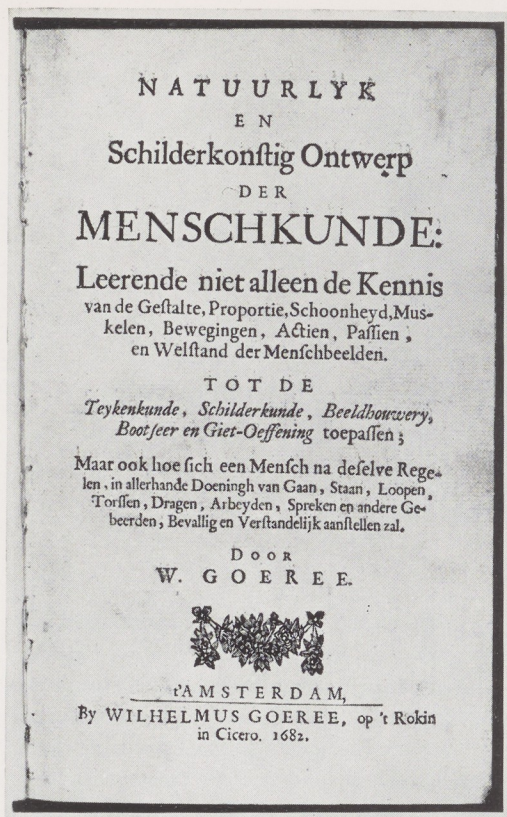 NATUURLYK
EN
Schilderkonſtig Ontwerp
DER
MENSCHKUNDE:
Leerende niet alleen de Kennis
van de Geſtalte, Proportie, Schoonheyd, Muſ-
kelen, Bewegingen, Actien, Paſſien,
en Welſtand der Menſchbeelden.
TOT DE
Teykenkunde, Schilderkunde, Beeldhouwery,
Bootſeer en Giet-Oeffening toepaſſen;
Maar ook hoe ſich een Menſch na deſelve Rege-
len, in allerhande Doeningh van Gaan, Staan, Loopen,
Torſſen, Dragen, Arbeyden, Spreken en andere Ge-
beerden, Bevallig en Verſtandelijk aanſtellen zal.
DOOR
W. GOEREE.
t'AMSTERDAM,
By WILHELMUS GOEREE, op 't Rokin
in Cicero. 1682.